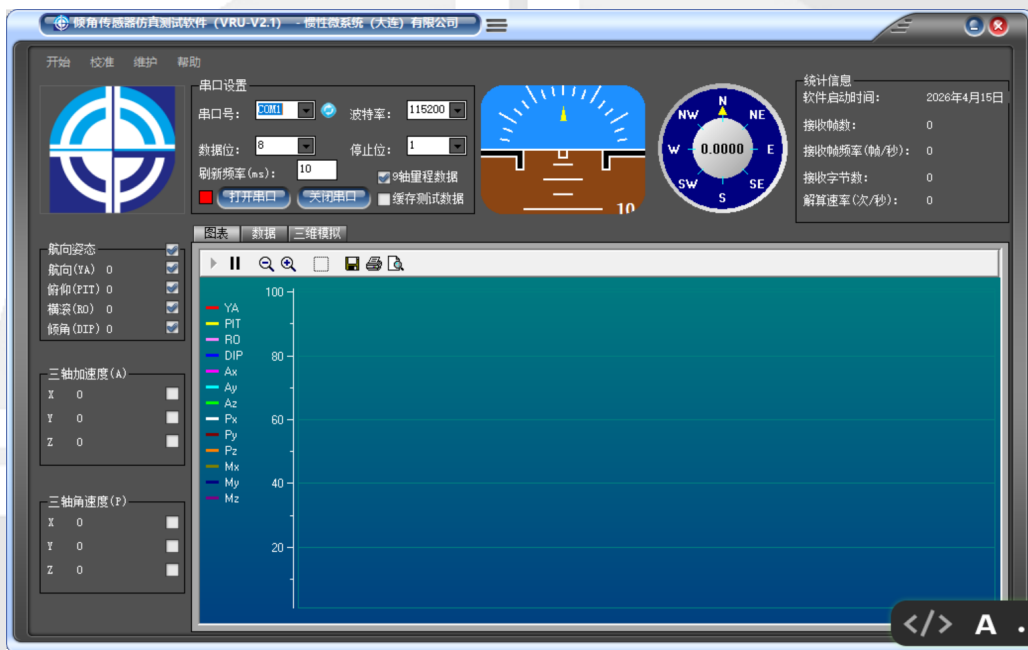 倾角传感器仿真测试软件（VRU-V2.1） - 惯性微系统（大连）有限公司
开始 校准 维护 帮助
串口设置
串口号： COM1 波特率： 115200
数据位： 8 停止位： 1
刷新频率(ms)： 10 9轴量程数据
打开串口 关闭串口 缓存测试数据
10
N
NW NE
W 0.0000 E
SW SE
S
统计信息
软件启动时间： 2026年4月15日
接收帧数： 0
接收帧频率(帧/秒)： 0
接收字节数： 0
解算速率(次/秒)： 0
航向姿态
航向(YA) 0
俯仰(PIT) 0
横滚(RO) 0
倾角(DIP) 0
三轴加速度(A)
X 0
Y 0
Z 0
三轴角速度(P)
X 0
Y 0
Z 0
图表 数据 三维模拟
100
80
60
40
20
YA
PIT
RO
DIP
Ax
Ay
Az
Px
Py
Pz
Mx
My
Mz
</> A